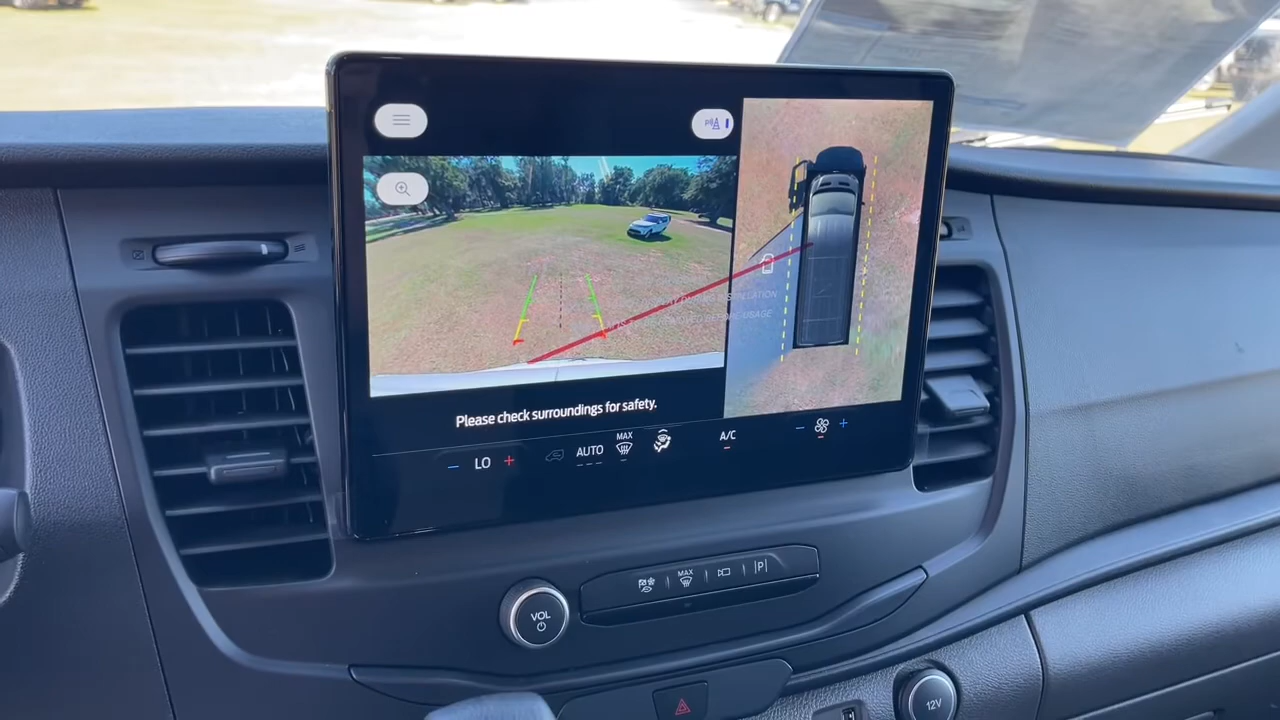 Please check surroundings for safety.
LO
AUTO
MAX
A/C
MAX
|P|
VOL
12V